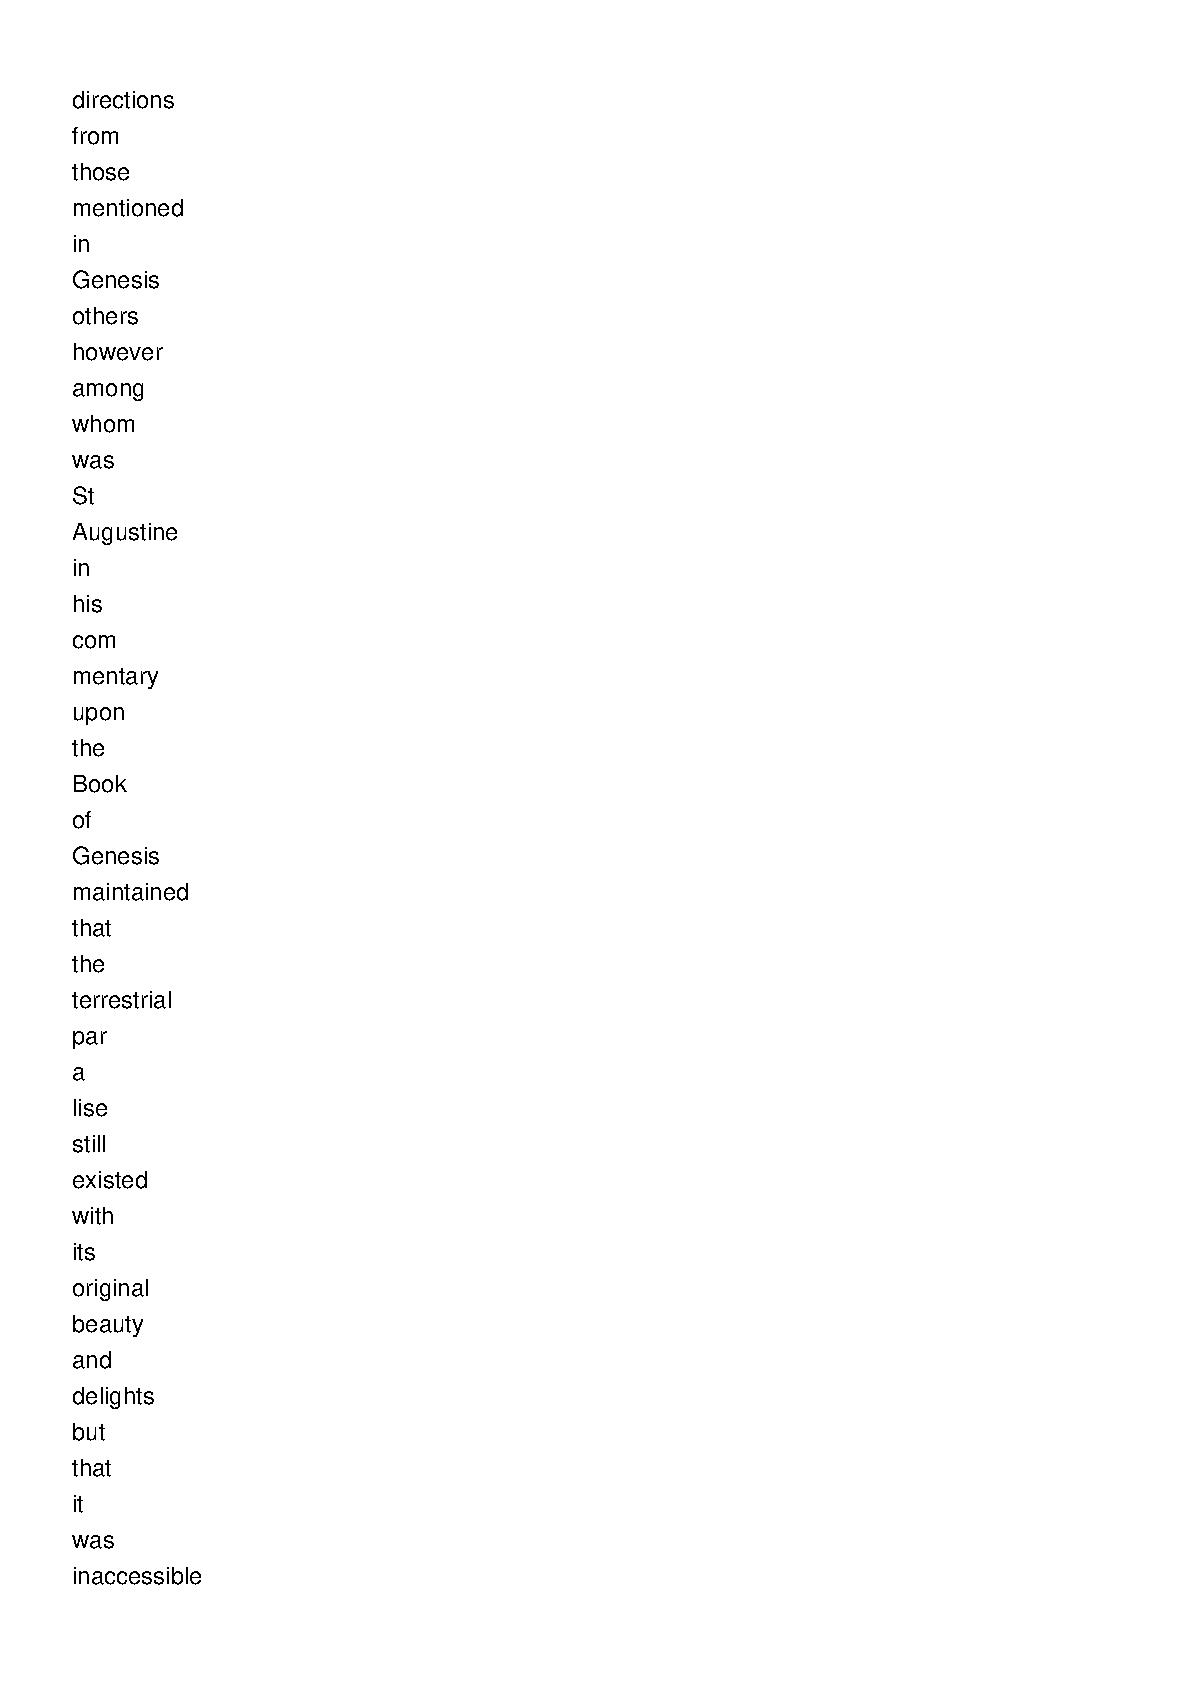 directions
from
those
mentioned
in
Genesis
others
however
among
whom
was
St
Augustine
in
his
com
mentary
upon
the
Book
of
Genesis
maintained
that
the
terrestrial
par
a
lise
still
existed
with
its
original
beauty
and
delights
but
that
it
was
inaccessible